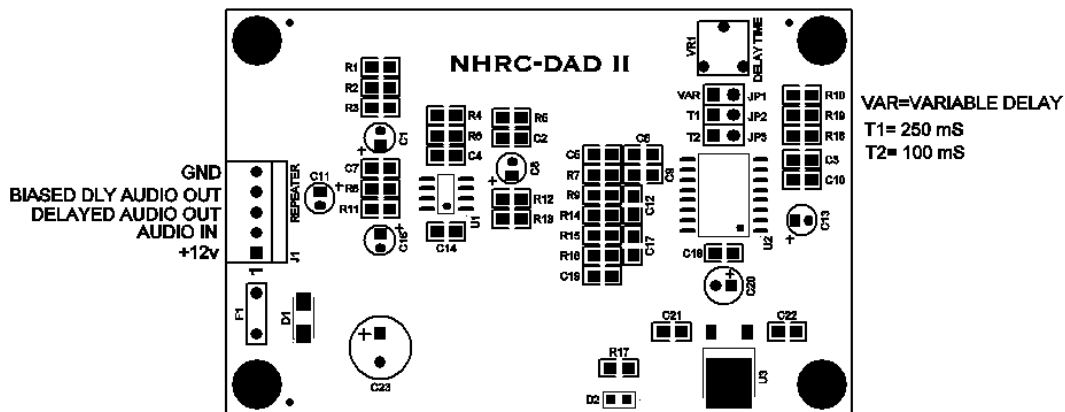 NHRC-DAD II
VR1
DELAY TIME
VAR
JP1
T1
JP2
T2
JP3
R10
R19
R18
C3
C10
VAR=VARIABLE DELAY
T1= 250 mS
T2= 100 mS
R1
R2
R3
C1
R4
R6
C4
R5
C2
C8
C5
R7
C6
C9
R9
R14
R15
R16
C19
C12
C17
C7
R8
R11
C11
C15
U1
C14
R12
R13
U2
C13
C18
C20
GND
BIASED DLY AUDIO OUT
DELAYED AUDIO OUT
AUDIO IN
+12v
REPEATER
J1
1
F1
D1
C23
C21
C22
R17
U3
D2